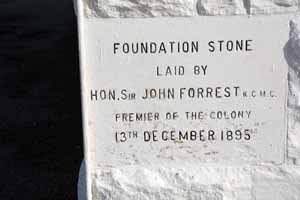 FOUNDATION STONE
LAID BY
HON. SIR JOHN FORREST K.C.M.G.
PREMIER OF THE COLONY
13TH DECEMBER 1895